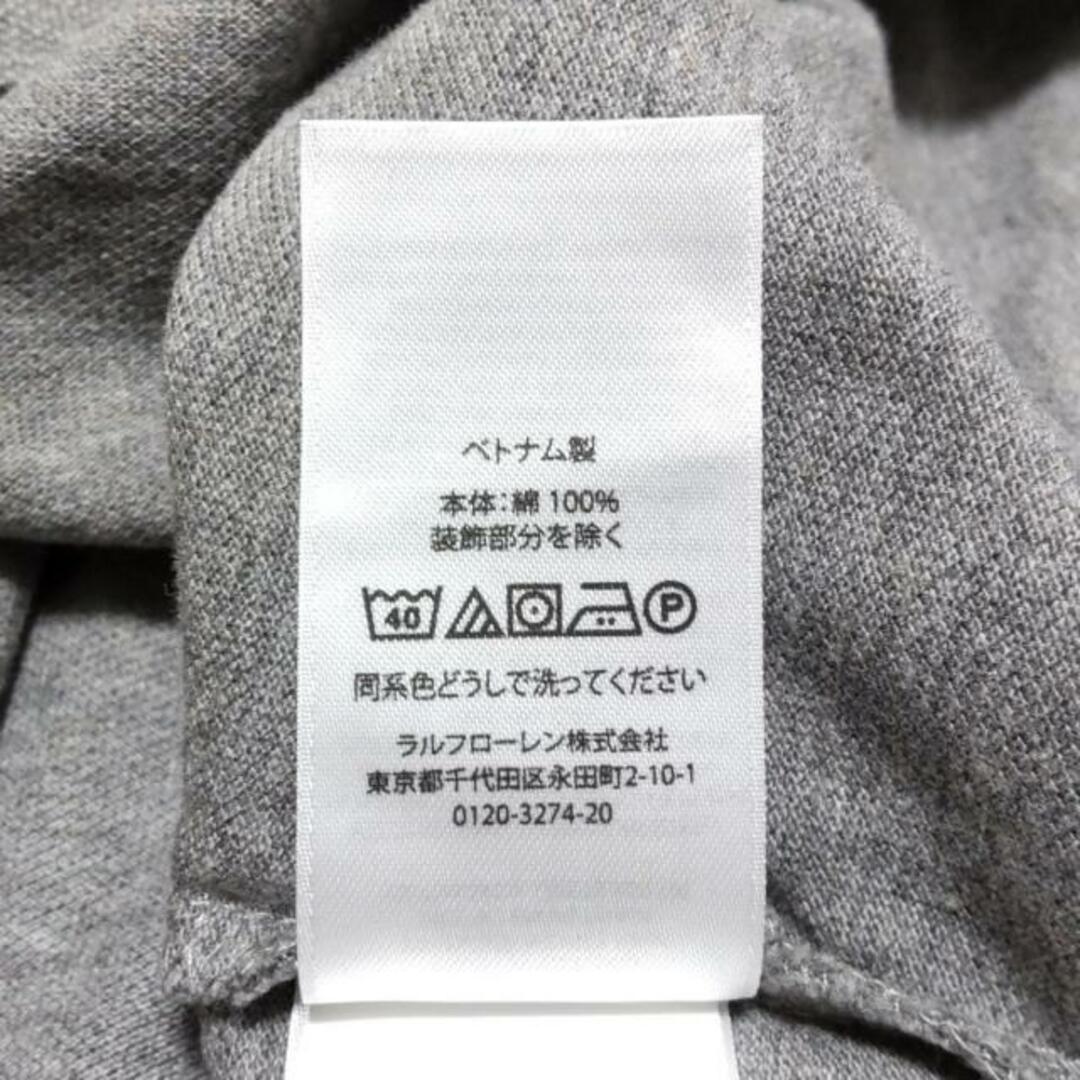 ベトナム製
本体:綿 100%
装飾部分を除く
40 P
同系色どうしで洗ってください
ラルフローレン株式会社
東京都千代田区永田町2-10-1
0120-3274-20